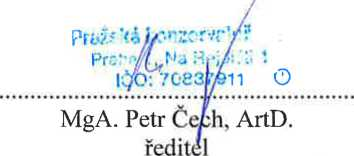 Pražská konzervatoř
Praha 1, Na Rejdišti 1
IČO: 70837911
MgA. Petr Čech, ArtD.
ředitel